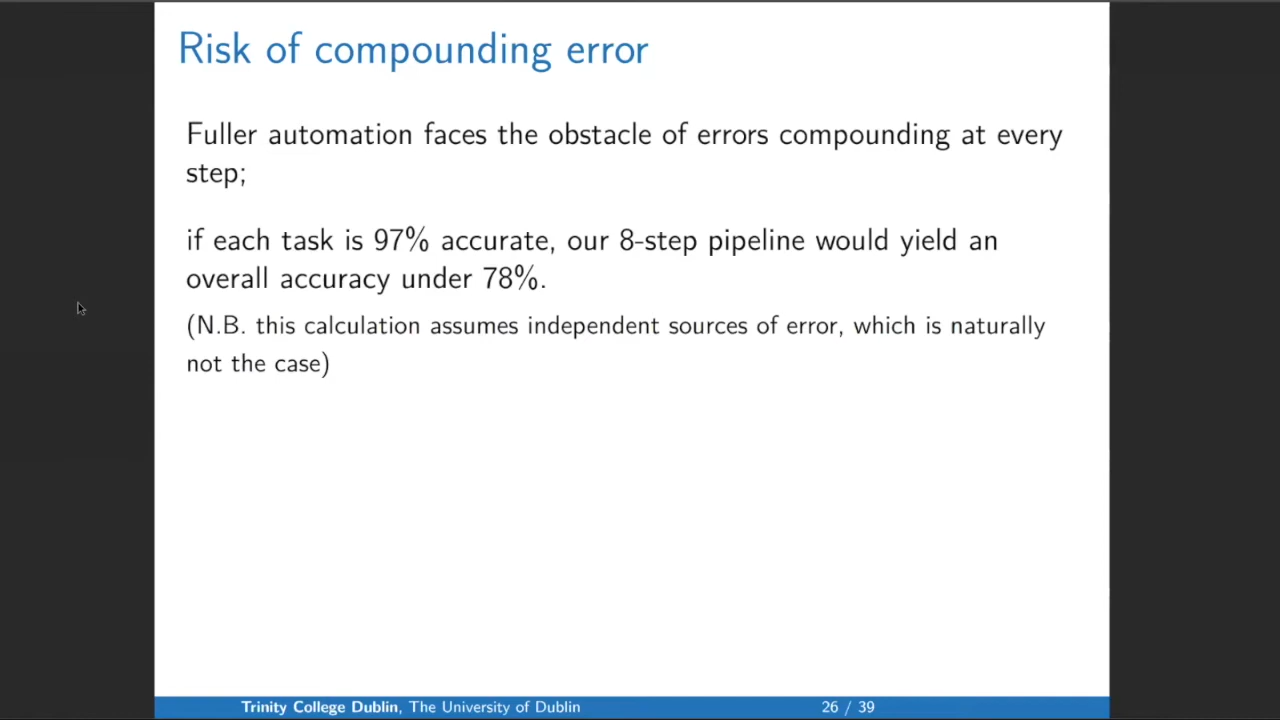 Risk of compounding error
Fuller automation faces the obstacle of errors compounding at every
step;
if each task is 97% accurate, our 8-step pipeline would yield an
overall accuracy under 78%.
(N.B. this calculation assumes independent sources of error, which is naturally
not the case)
Trinity College Dublin, The University of Dublin 26 / 39